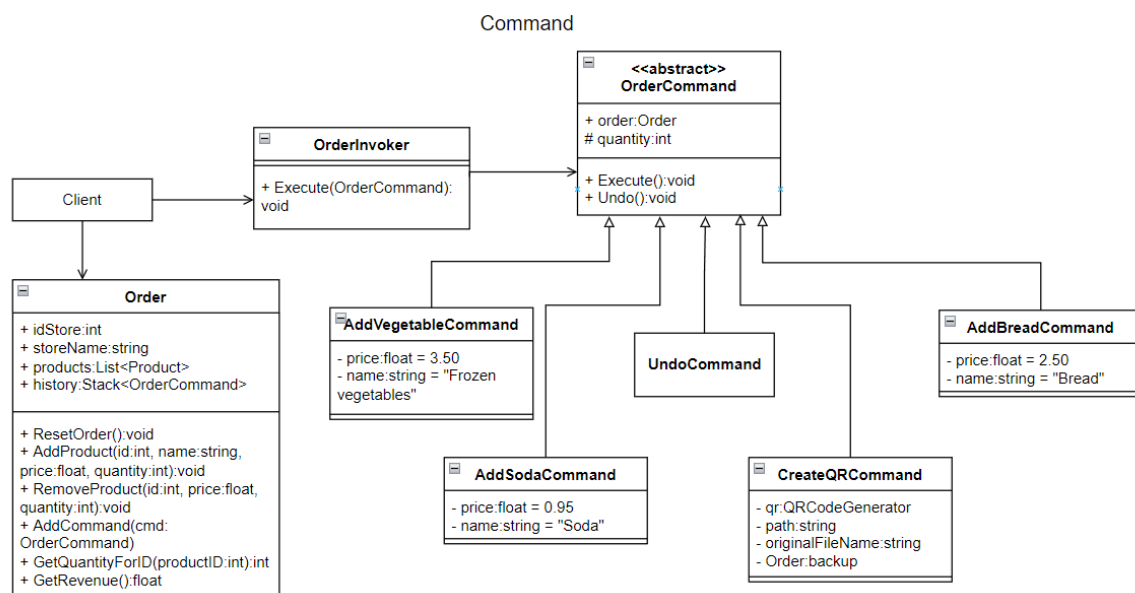 Command
<<abstract>>
OrderCommand
+ order:Order
# quantity:int
+ Execute():void
+ Undo():void
OrderInvoker
+ Execute(OrderCommand):
void
Client
Order
+ idStore:int
+ storeName:string
+ products:List<Product>
+ history:Stack<OrderCommand>
+ ResetOrder():void
+ AddProduct(id:int, name:string,
price:float, quantity:int):void
+ RemoveProduct(id:int, price:float,
quantity:int):void
+ AddCommand(cmd:
OrderCommand)
+ GetQuantityForID(productID:int):int
+ GetRevenue():float
AddVegetableCommand
- price:float = 3.50
- name:string = "Frozen
vegetables"
UndoCommand
AddBreadCommand
- price:float = 2.50
- name:string = "Bread"
AddSodaCommand
- price:float = 0.95
- name:string = "Soda"
CreateQRCommand
- qr:QRCodeGenerator
- path:string
- originalFileName:string
- Order:backup